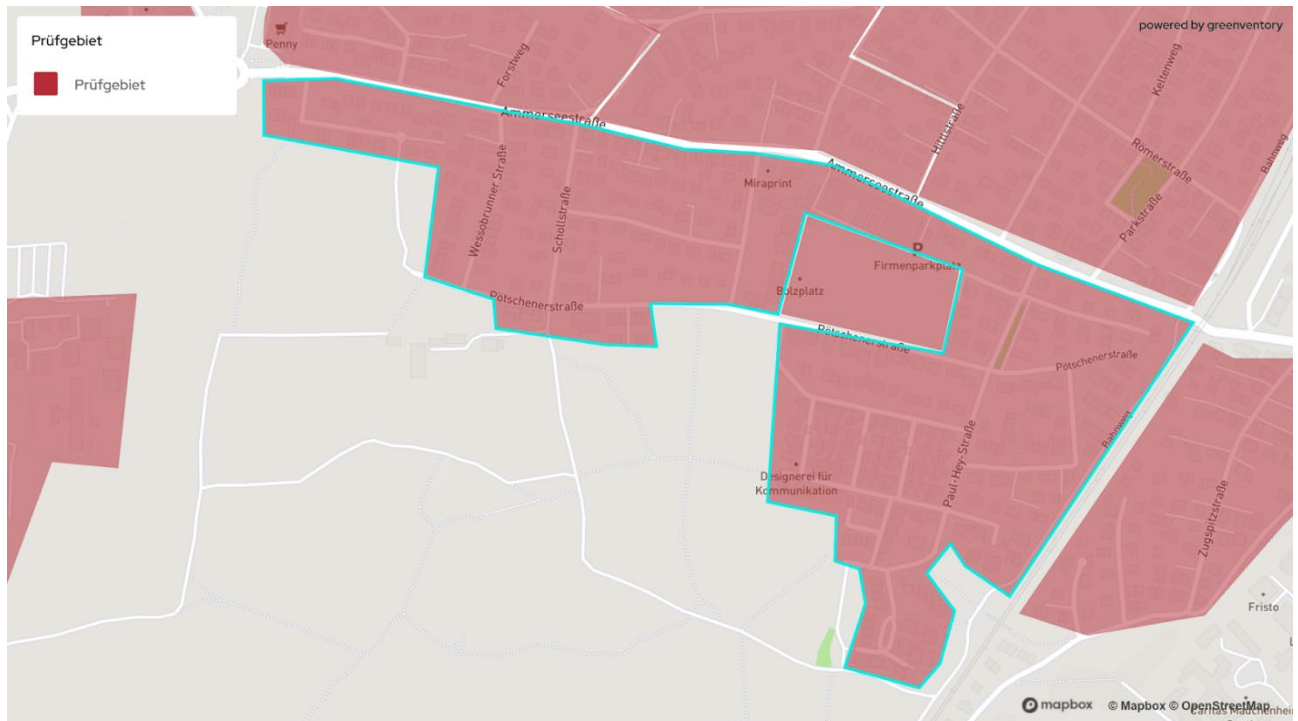 Prüfgebiet
Prüfgebiet
Penny
powered by greenventory
Forstweg
Keltenweg
Ammerseestraße
Hirtlstraße
Römerstraße
Bahnweg
Wessobrunner Straße
Schollstraße
Miraprint
Ammerseestraße
Parkstraße
P
Firmenparkplatz
Bolzplatz
Pötschenerstraße
Pötschenerstraße
Pötschenerstraße
Bahnweg
Designerei für
Kommunikation
Paul-Hey-Straße
Zugspitzstraße
Fristo
mapbox
© Mapbox © OpenStreetMap